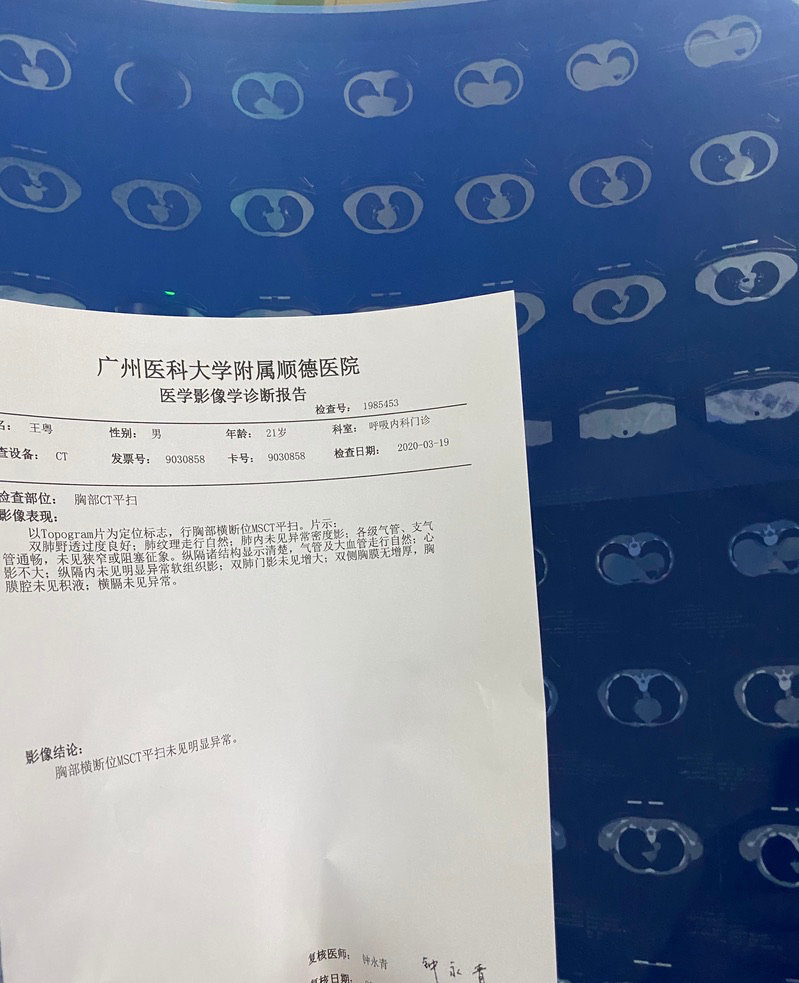 广州医科大学附属顺德医院
医学影像学诊断报告
检查号: 1985453
名: 王粤 性别: 男 年龄: 21岁 科室: 呼吸内科门诊
查设备: CT 发票号: 9030858 卡号: 9030858 检查日期: 2020-03-19
检查部位: 胸部CT平扫
影像表现:
以Topogram片为定位标志，行胸部横断位MSCT平扫。片示:
双肺野透过度良好；肺纹理走行自然；肺内未见异常密度影；各级气管、支气
管通畅，未见狭窄或阻塞征象。纵隔诸结构显示清楚，气管及大血管走行自然；心
影不大；纵隔内未见明显异常软组织影；双肺门影未见增大；双侧胸膜无增厚，胸
膜腔未见积液；横膈未见异常。
影像结论:
胸部横断位MSCT平扫未见明显异常。
复核医师: 钟永青 钟永青
复核日期: